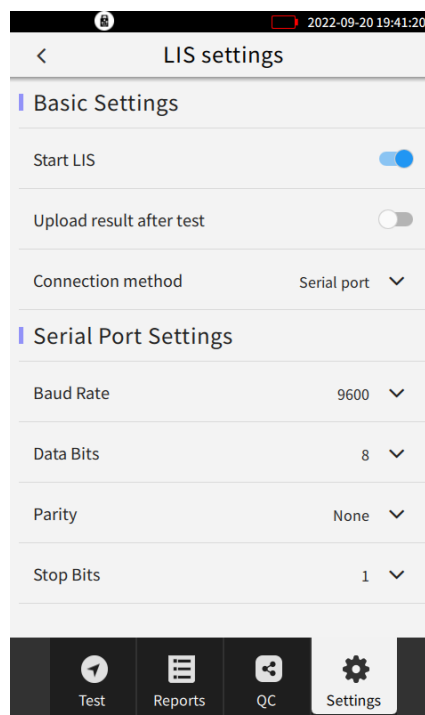 2022-09-20 19:41:20
LIS settings
Basic Settings
Start LIS
Upload result after test
Connection method Serial port
Serial Port Settings
Baud Rate 9600
Data Bits 8
Parity None
Stop Bits 1
Test Reports QC Settings